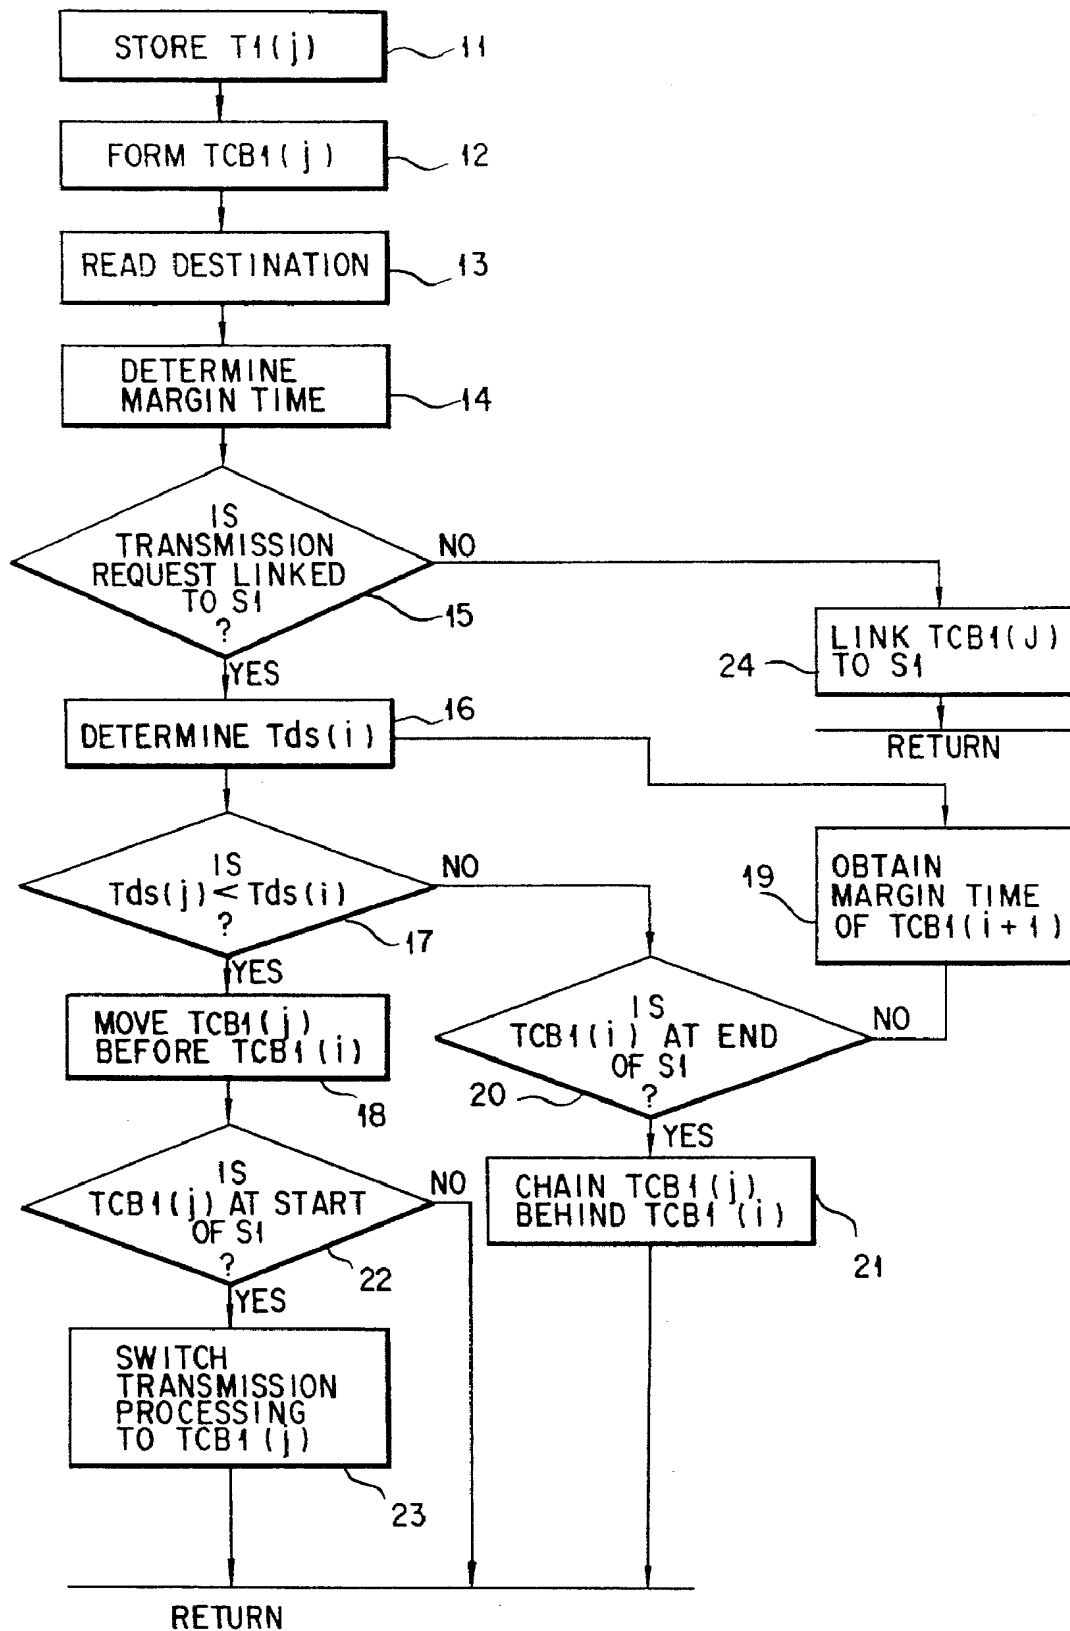 STORE T1(j)
11
FORM TCB1(j)
12
READ DESTINATION
13
DETERMINE
MARGIN TIME
14
IS
TRANSMISSION
REQUEST LINKED
TO S1
?
15
NO
YES
LINK TCB1(J)
TO S1
24
RETURN
DETERMINE Tds(i)
16
IS
Tds(j) < Tds(i)
?
17
NO
YES
OBTAIN
MARGIN TIME
OF TCB1(i+1)
19
MOVE TCB1(j)
BEFORE TCB1(i)
18
IS
TCB1(i) AT END
OF S1
?
20
NO
YES
IS
TCB1(j) AT START
OF S1
?
22
NO
YES
CHAIN TCB1(j)
BEHIND TCB1(i)
21
SWITCH
TRANSMISSION
PROCESSING
TO TCB1(j)
23
RETURN